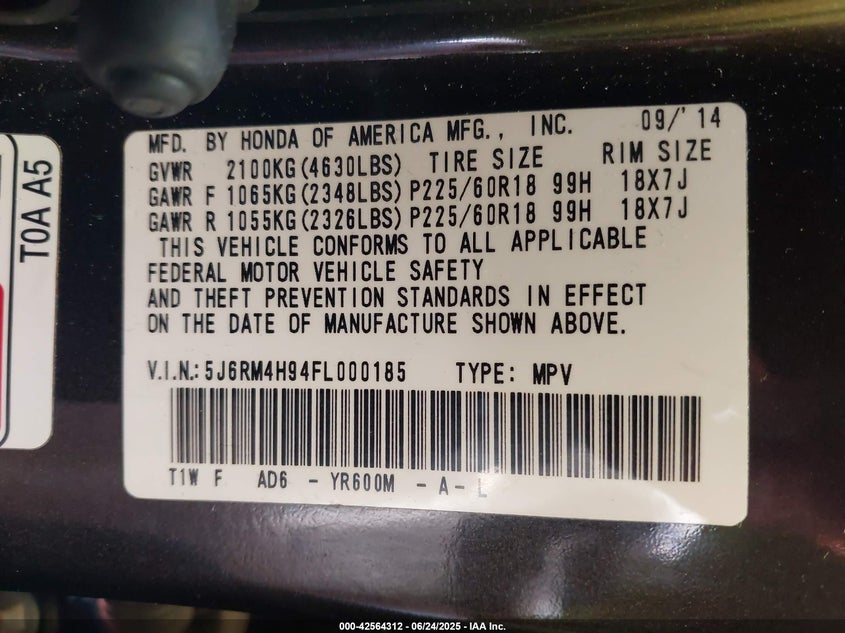 MFD. BY HONDA OF AMERICA MFG., INC. 09/'14
GVWR 2100KG(4630LBS) TIRE SIZE RIM SIZE
GAWR F 1065KG(2348LBS) P225/60R18 99H 18X7J
GAWR R 1055KG(2326LBS) P225/60R18 99H 18X7J
THIS VEHICLE CONFORMS TO ALL APPLICABLE
FEDERAL MOTOR VEHICLE SAFETY
AND THEFT PREVENTION STANDARDS IN EFFECT
ON THE DATE OF MANUFACTURE SHOWN ABOVE.
V.I.N.: 5J6RM4H94FL000185 TYPE: MPV
T1W F AD6 - YR600M - A - L
T0A A5
000-42564312 - 06/24/2025 - IAA Inc.